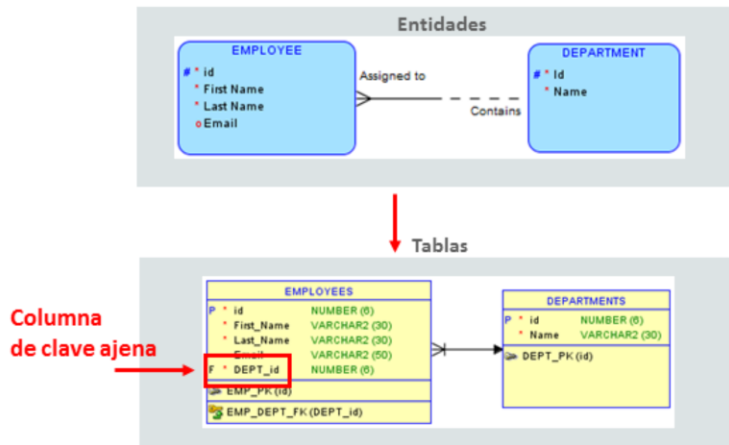 Entidades
EMPLOYEE
# * id
* First Name
* Last Name
o Email
Assigned to
Contains
DEPARTMENT
# * Id
* Name
Tablas
EMPLOYEES
P * id NUMBER (6)
* First_Name VARCHAR2 (30)
* Last_Name VARCHAR2 (30)
Email VARCHAR2 (50)
F * DEPT_id NUMBER (6)
EMP_PK (id)
EMP_DEPT_FK (DEPT_id)
DEPARTMENTS
P * id NUMBER (6)
* Name VARCHAR2 (30)
DEPT_PK (id)
Columna
de clave ajena